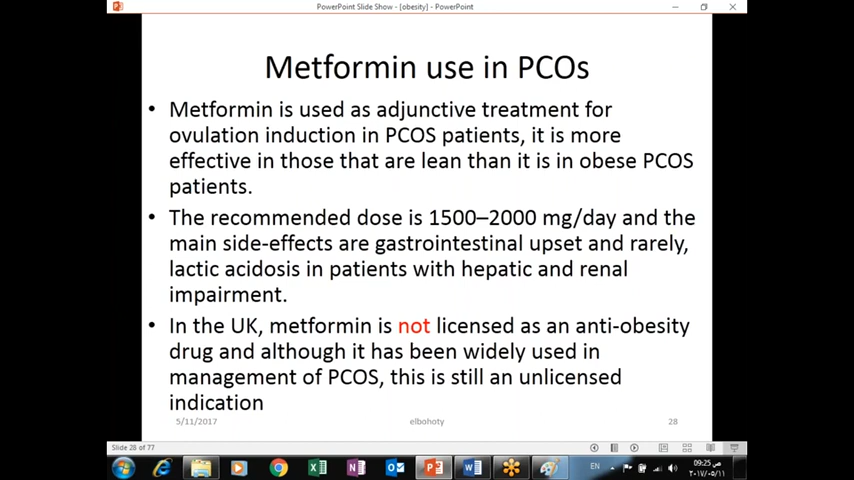 PowerPoint Slide Show - [obesity] - PowerPoint
Metformin use in PCOs
• Metformin is used as adjunctive treatment for
ovulation induction in PCOS patients, it is more
effective in those that are lean than it is in obese PCOS
patients.
• The recommended dose is 1500–2000 mg/day and the
main side-effects are gastrointestinal upset and rarely,
lactic acidosis in patients with hepatic and renal
impairment.
• In the UK, metformin is not licensed as an anti-obesity
drug and although it has been widely used in
management of PCOS, this is still an unlicensed
indication
5/11/2017 elbohoty 28
Slide 28 of 77
EN
09:25 ص
٢٠١٧/٠٥/١١